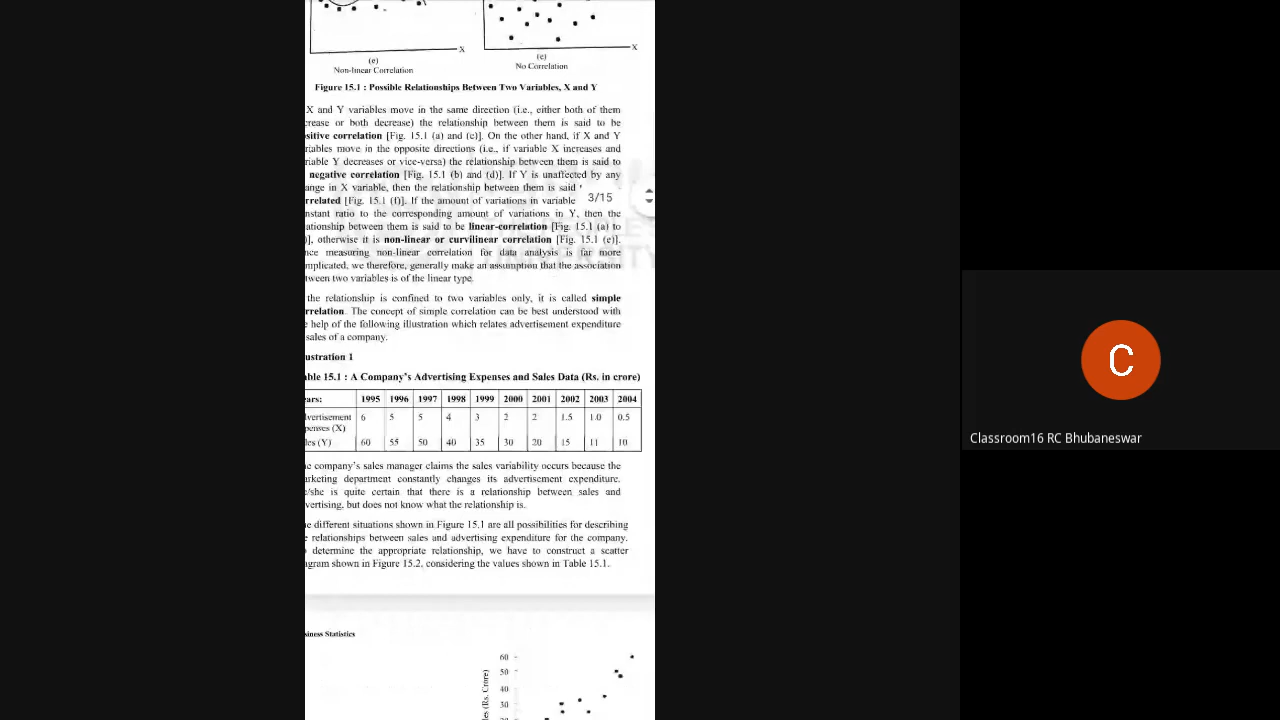 X
X
(e)
Non-linear Correlation
(e)
No Correlation
Figure 15.1 : Possible Relationships Between Two Variables, X and Y
X and Y variables move in the same direction (i.e., either both of them
crease or both decrease) the relationship between them is said to be
sitive correlation [Fig. 15.1 (a) and (c)]. On the other hand, if X and Y
riables move in the opposite directions (i.e., if variable X increases and
riable Y decreases or vice-versa) the relationship between them is said to
negative correlation [Fig. 15.1 (b) and (d)]. If Y is unaffected by any
ange in X variable, then the relationship between them is said
rrelated [Fig. 15.1 (f)]. If the amount of variations in variable
3/15
nstant ratio to the corresponding amount of variations in Y, then the
ationship between them is said to be linear-correlation [Fig. 15.1 (a) to
)], otherwise it is non-linear or curvilinear correlation [Fig. 15.1 (e)].
nce measuring non-linear correlation for data analysis is far more
mplicated, we therefore, generally make an assumption that the association
tween two variables is of the linear type.
the relationship is confined to two variables only, it is called simple
rrelation. The concept of simple correlation can be best understood with
e help of the following illustration which relates advertisement expenditure
sales of a company.
ustration 1
able 15.1 : A Company's Advertising Expenses and Sales Data (Rs. in crore)
ears: 1995 1996 1997 1998 1999 2000 2001 2002 2003 2004
lvertisement 6 5 5 4 3 2 2 1.5 1.0 0.5
penses (X)
les (Y) 60 55 50 40 35 30 20 15 11 10
e company's sales manager claims the sales variability occurs because the
arketing department constantly changes its advertisement expenditure.
e/she is quite certain that there is a relationship between sales and
vertising, but does not know what the relationship is.
e different situations shown in Figure 15.1 are all possibilities for describing
e relationships between sales and advertising expenditure for the company.
determine the appropriate relationship, we have to construct a scatter
agram shown in Figure 15.2, considering the values shown in Table 15.1.
siness Statistics
60
50
40
30
20
les (Rs. Crore)
C
Classroom16 RC Bhubaneswar